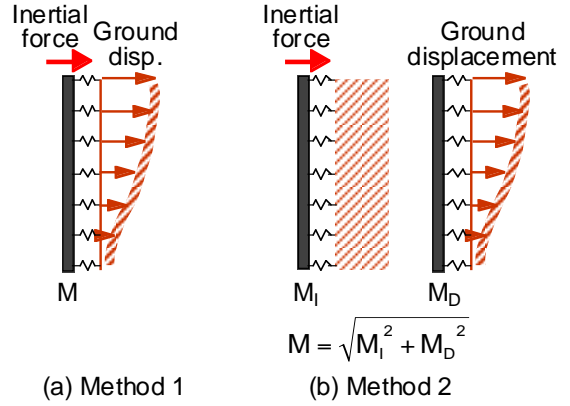 Inertial
force
Ground
disp.
M
(a) Method 1
Inertial
force
Ground
displacement
M_I
M_D
M = √(M_I² + M_D²)
(b) Method 2